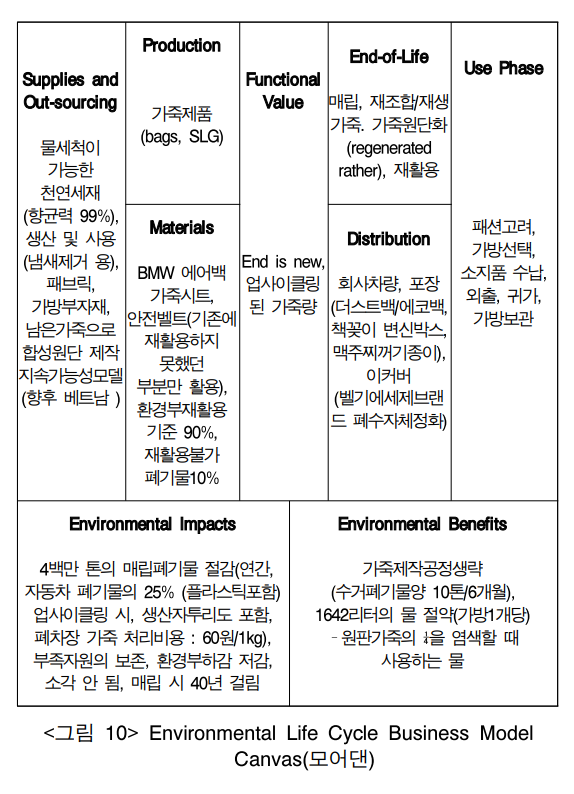 Supplies and
Out-sourcing
물세척이
가능한
천연세재
(향균력 99%),
생산 및 사용
(냄새제거 용),
패브릭,
가방부자재,
남은가죽으로
합성원단 제작
지속가능성모델
(향후 베트남 )
Production
가죽제품
(bags, SLG)
Materials
BMW 에어백
가죽시트,
안전벨트(기존에
재활용하지
못했던
부분만 활용),
환경부재활용
기준 90%,
재활용불가
폐기물10%
Functional
Value
End is new,
업사이클링
된 가죽량
End-of-Life
매립, 재조합/재생
가죽. 가죽원단화
(regenerated
rather), 재활용
Distribution
회사차량, 포장
(더스트백/에코백,
책꽂이 변신박스,
맥주찌꺼기종이),
이커버
(벨기에세제브랜
드 폐수자체정화)
Use Phase
패션고려,
가방선택,
소지품 수납,
외출, 귀가,
가방보관
Environmental Impacts
4백만 톤의 매립폐기물 절감(연간,
자동차 폐기물의 25% (플라스틱포함)
업사이클링 시, 생산자투리도 포함,
폐차장 가죽 처리비용 : 60원/1kg),
부족자원의 보존, 환경부하감 저감,
소각 안 됨, 매립 시 40년 걸림
Environmental Benefits
가죽제작공정생략
(수거폐기물양 10톤/6개월),
1642리터의 물 절약(가방1개당)
- 원판가죽의 ¼을 염색할 때
사용하는 물
<그림 10> Environmental Life Cycle Business Model
Canvas(모어댄)